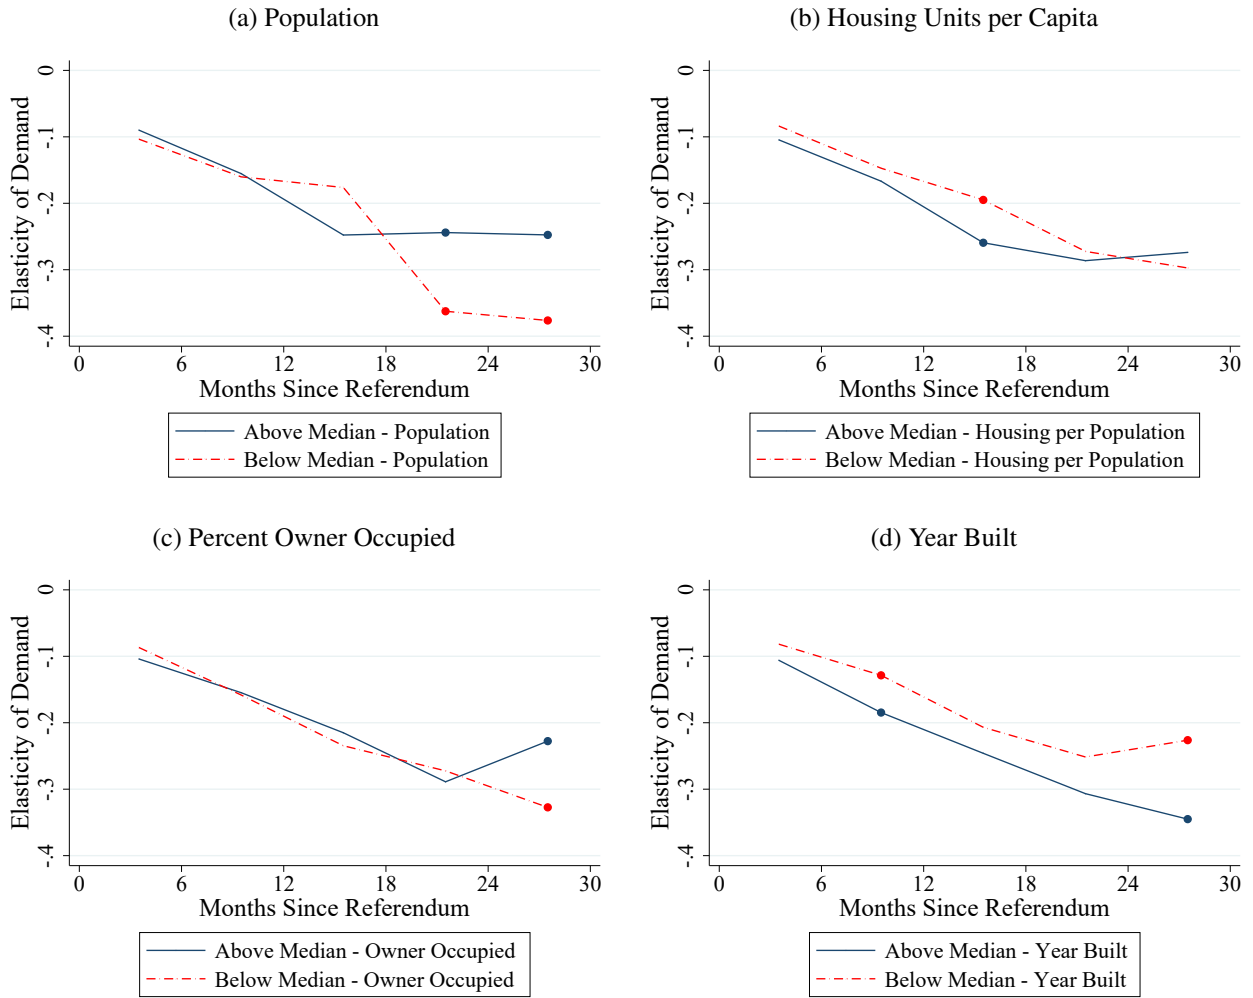 (a) Population
Elasticity of Demand
0
-.1
-.2
-.3
-.4
0 6 12 18 24 30
Months Since Referendum
Above Median - Population
Below Median - Population
(b) Housing Units per Capita
Elasticity of Demand
0
-.1
-.2
-.3
-.4
0 6 12 18 24 30
Months Since Referendum
Above Median - Housing per Population
Below Median - Housing per Population
(c) Percent Owner Occupied
Elasticity of Demand
0
-.1
-.2
-.3
-.4
0 6 12 18 24 30
Months Since Referendum
Above Median - Owner Occupied
Below Median - Owner Occupied
(d) Year Built
Elasticity of Demand
0
-.1
-.2
-.3
-.4
0 6 12 18 24 30
Months Since Referendum
Above Median - Year Built
Below Median - Year Built